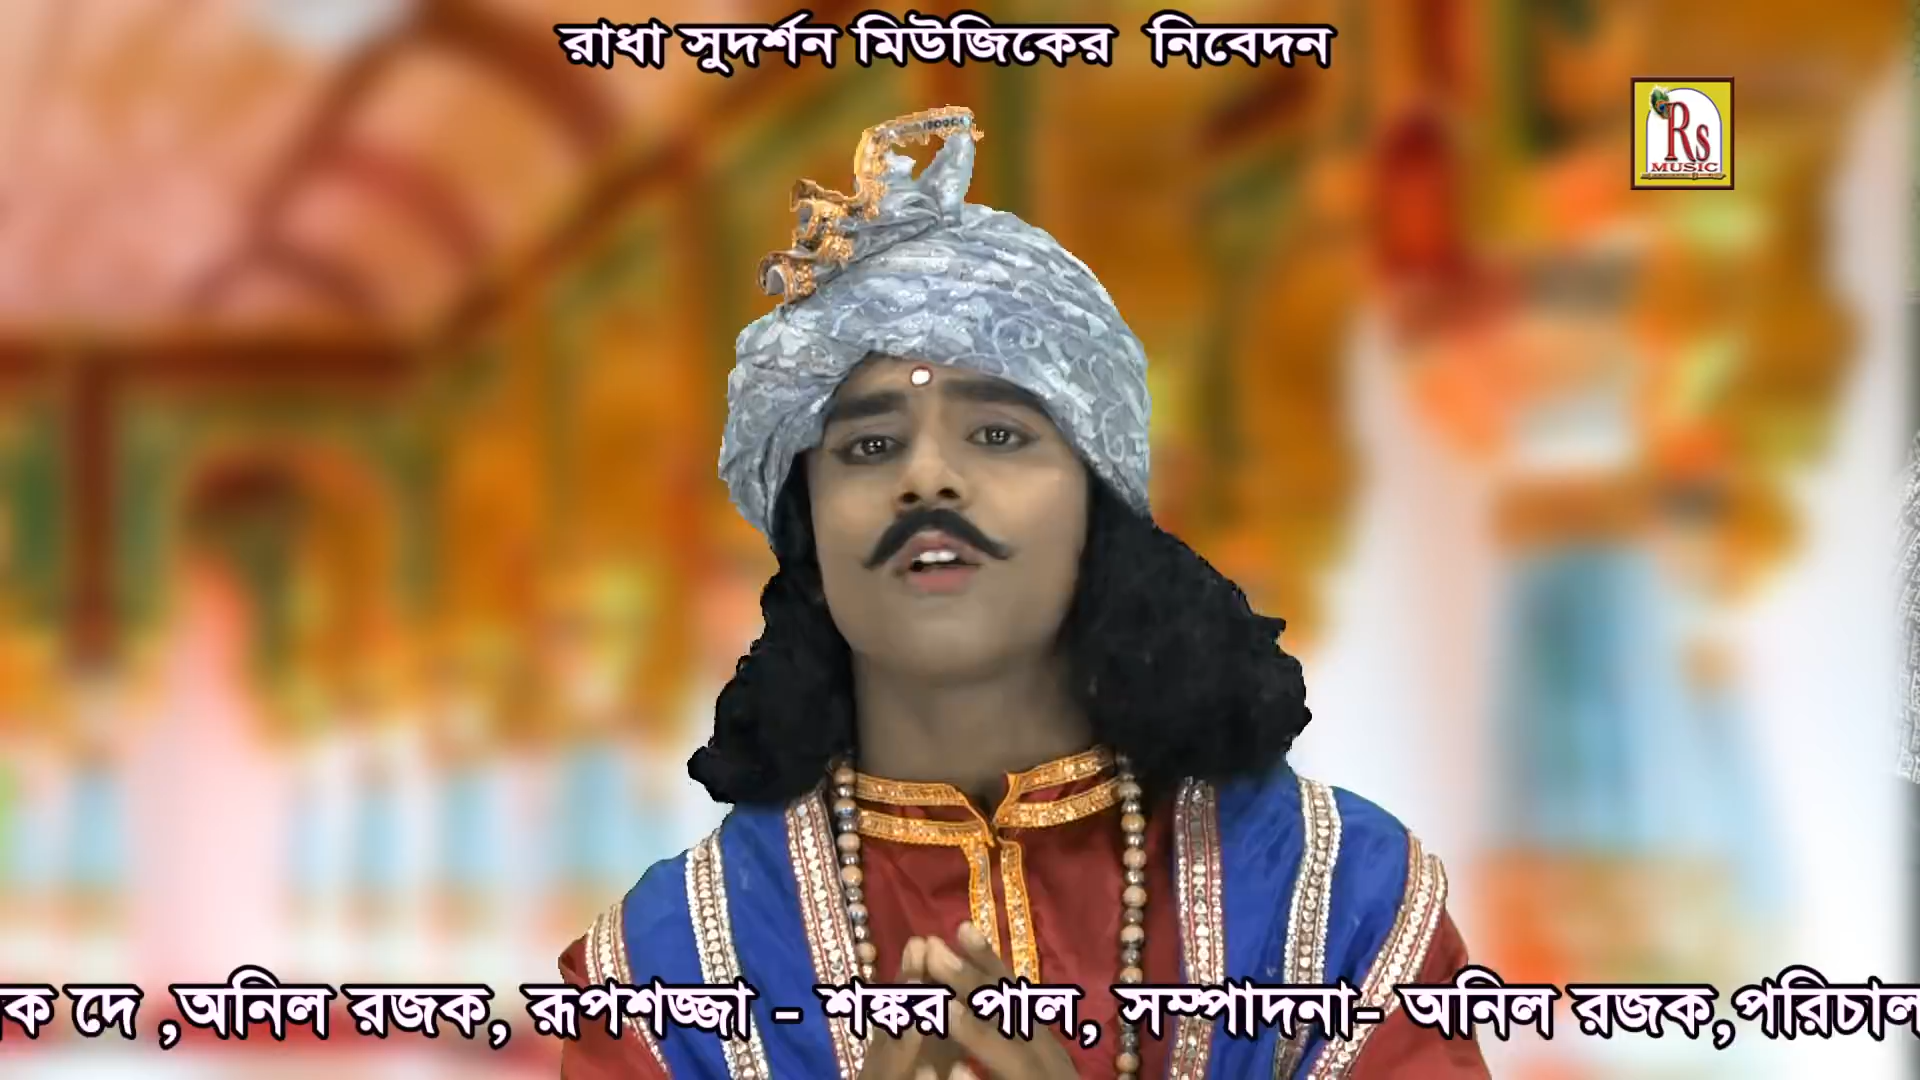 রাধা সুদর্শন মিউজিকের নিবেদন
Rs
MUSIC
ক দে ,অনিল রজক, রূপশজ্জা - শঙ্কর পাল, সম্পাদনা- অনিল রজক,পরিচাল